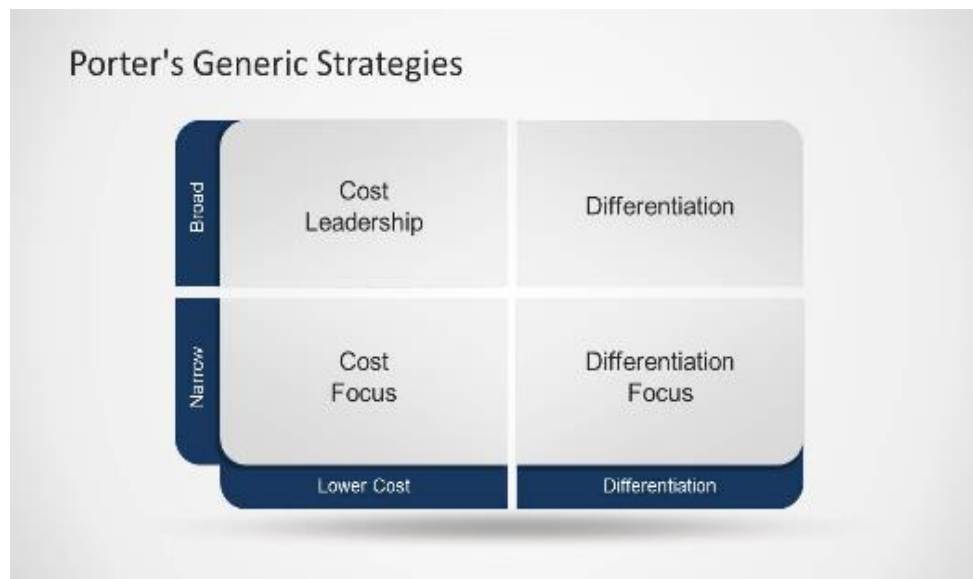 Porter's Generic Strategies
Broad
Cost
Leadership
Differentiation
Narrow
Cost
Focus
Differentiation
Focus
Lower Cost
Differentiation